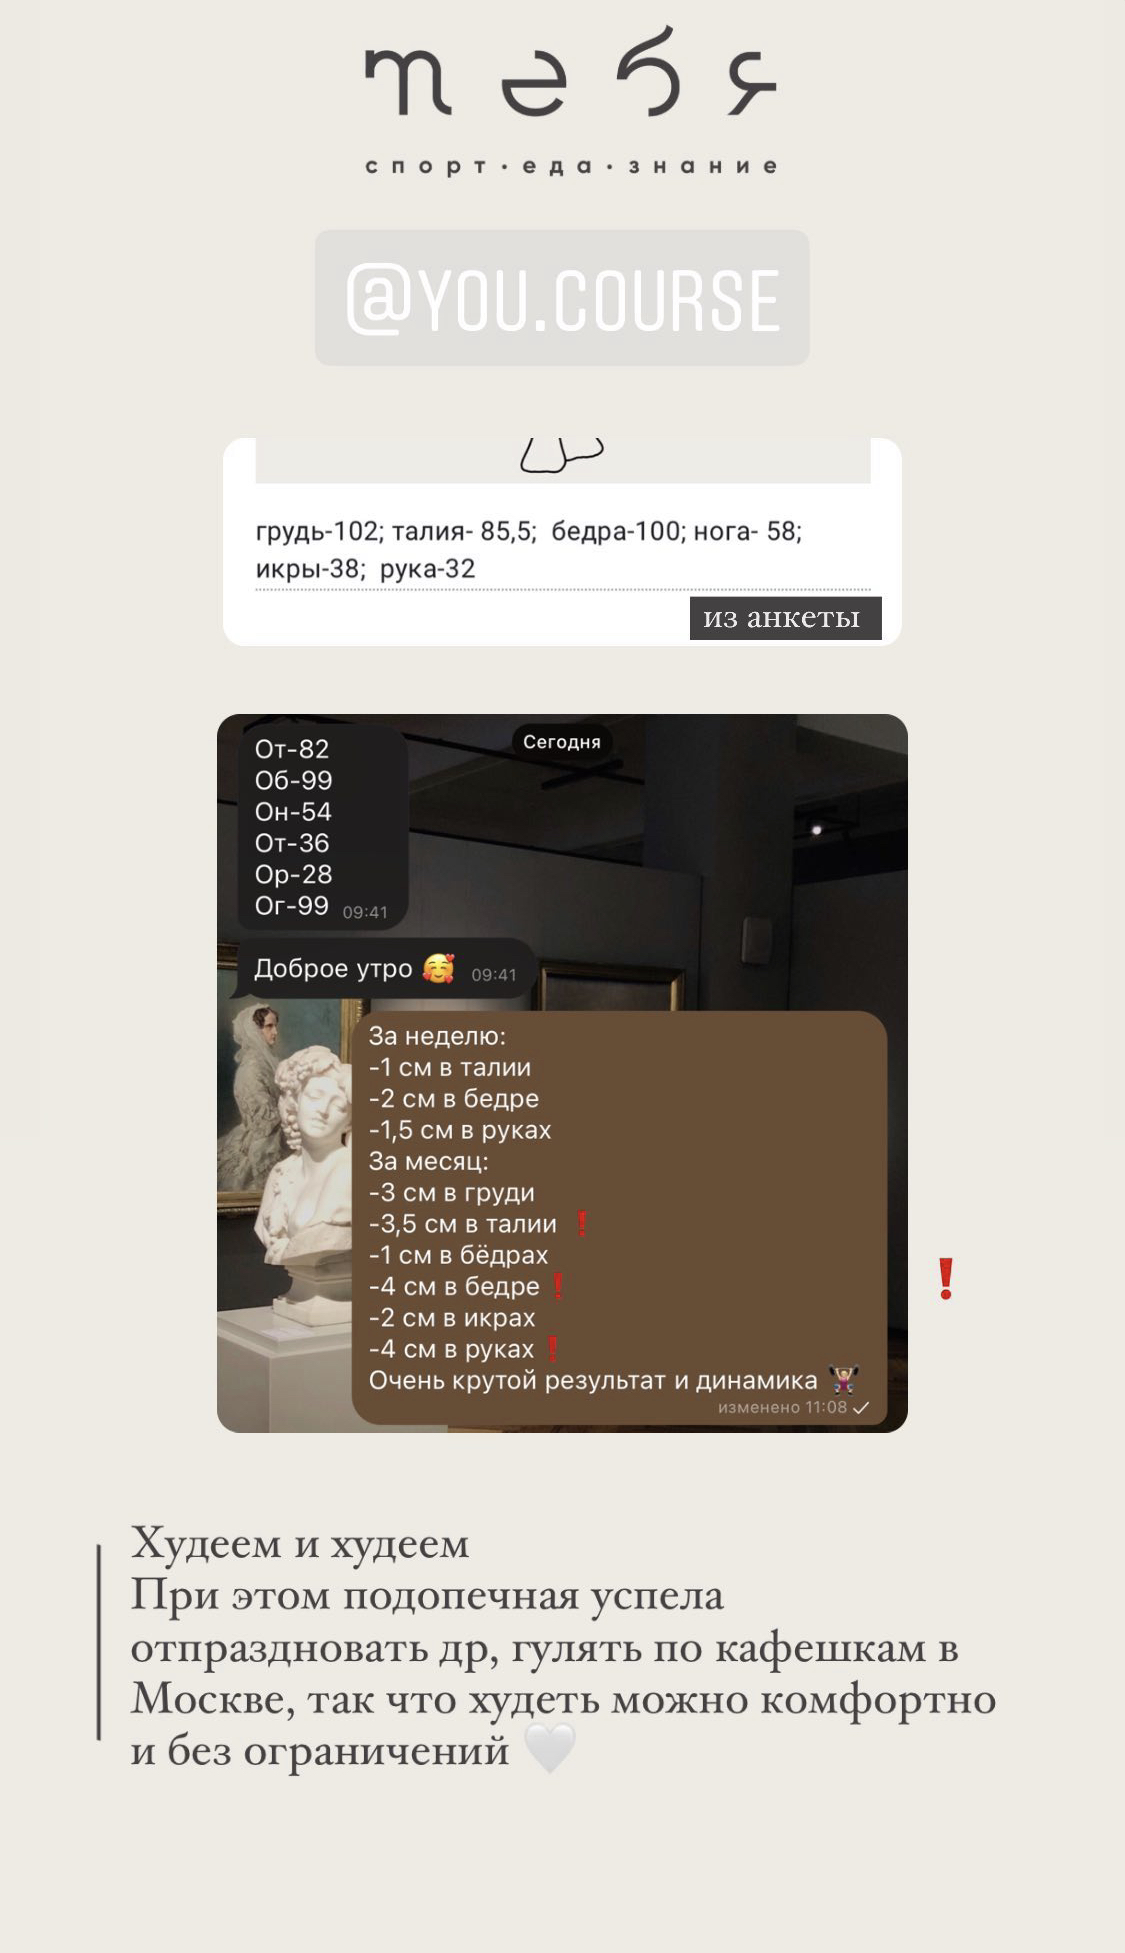 тебя
спорт·еда·знание
@YOU.COURSE
грудь-102; талия- 85,5;  бедра-100; нога- 58;
икры-38;  рука-32
из анкеты
Сегодня
От-82
Об-99
Он-54
От-36
Ор-28
Ог-99 09:41
Доброе утро 🥰 09:41
За неделю:
-1 см в талии
-2 см в бедре
-1,5 см в руках
За месяц:
-3 см в груди
-3,5 см в талии ❗
-1 см в бёдрах
-4 см в бедре❗
-2 см в икрах
-4 см в руках❗
❗
Очень крутой результат и динамика 🏋🏼‍♀️
изменено 11:08
Худеем и худеем
При этом подопечная успела
отпраздновать др, гулять по кафешкам в
Москве, так что худеть можно комфортно
и без ограничений 🤍